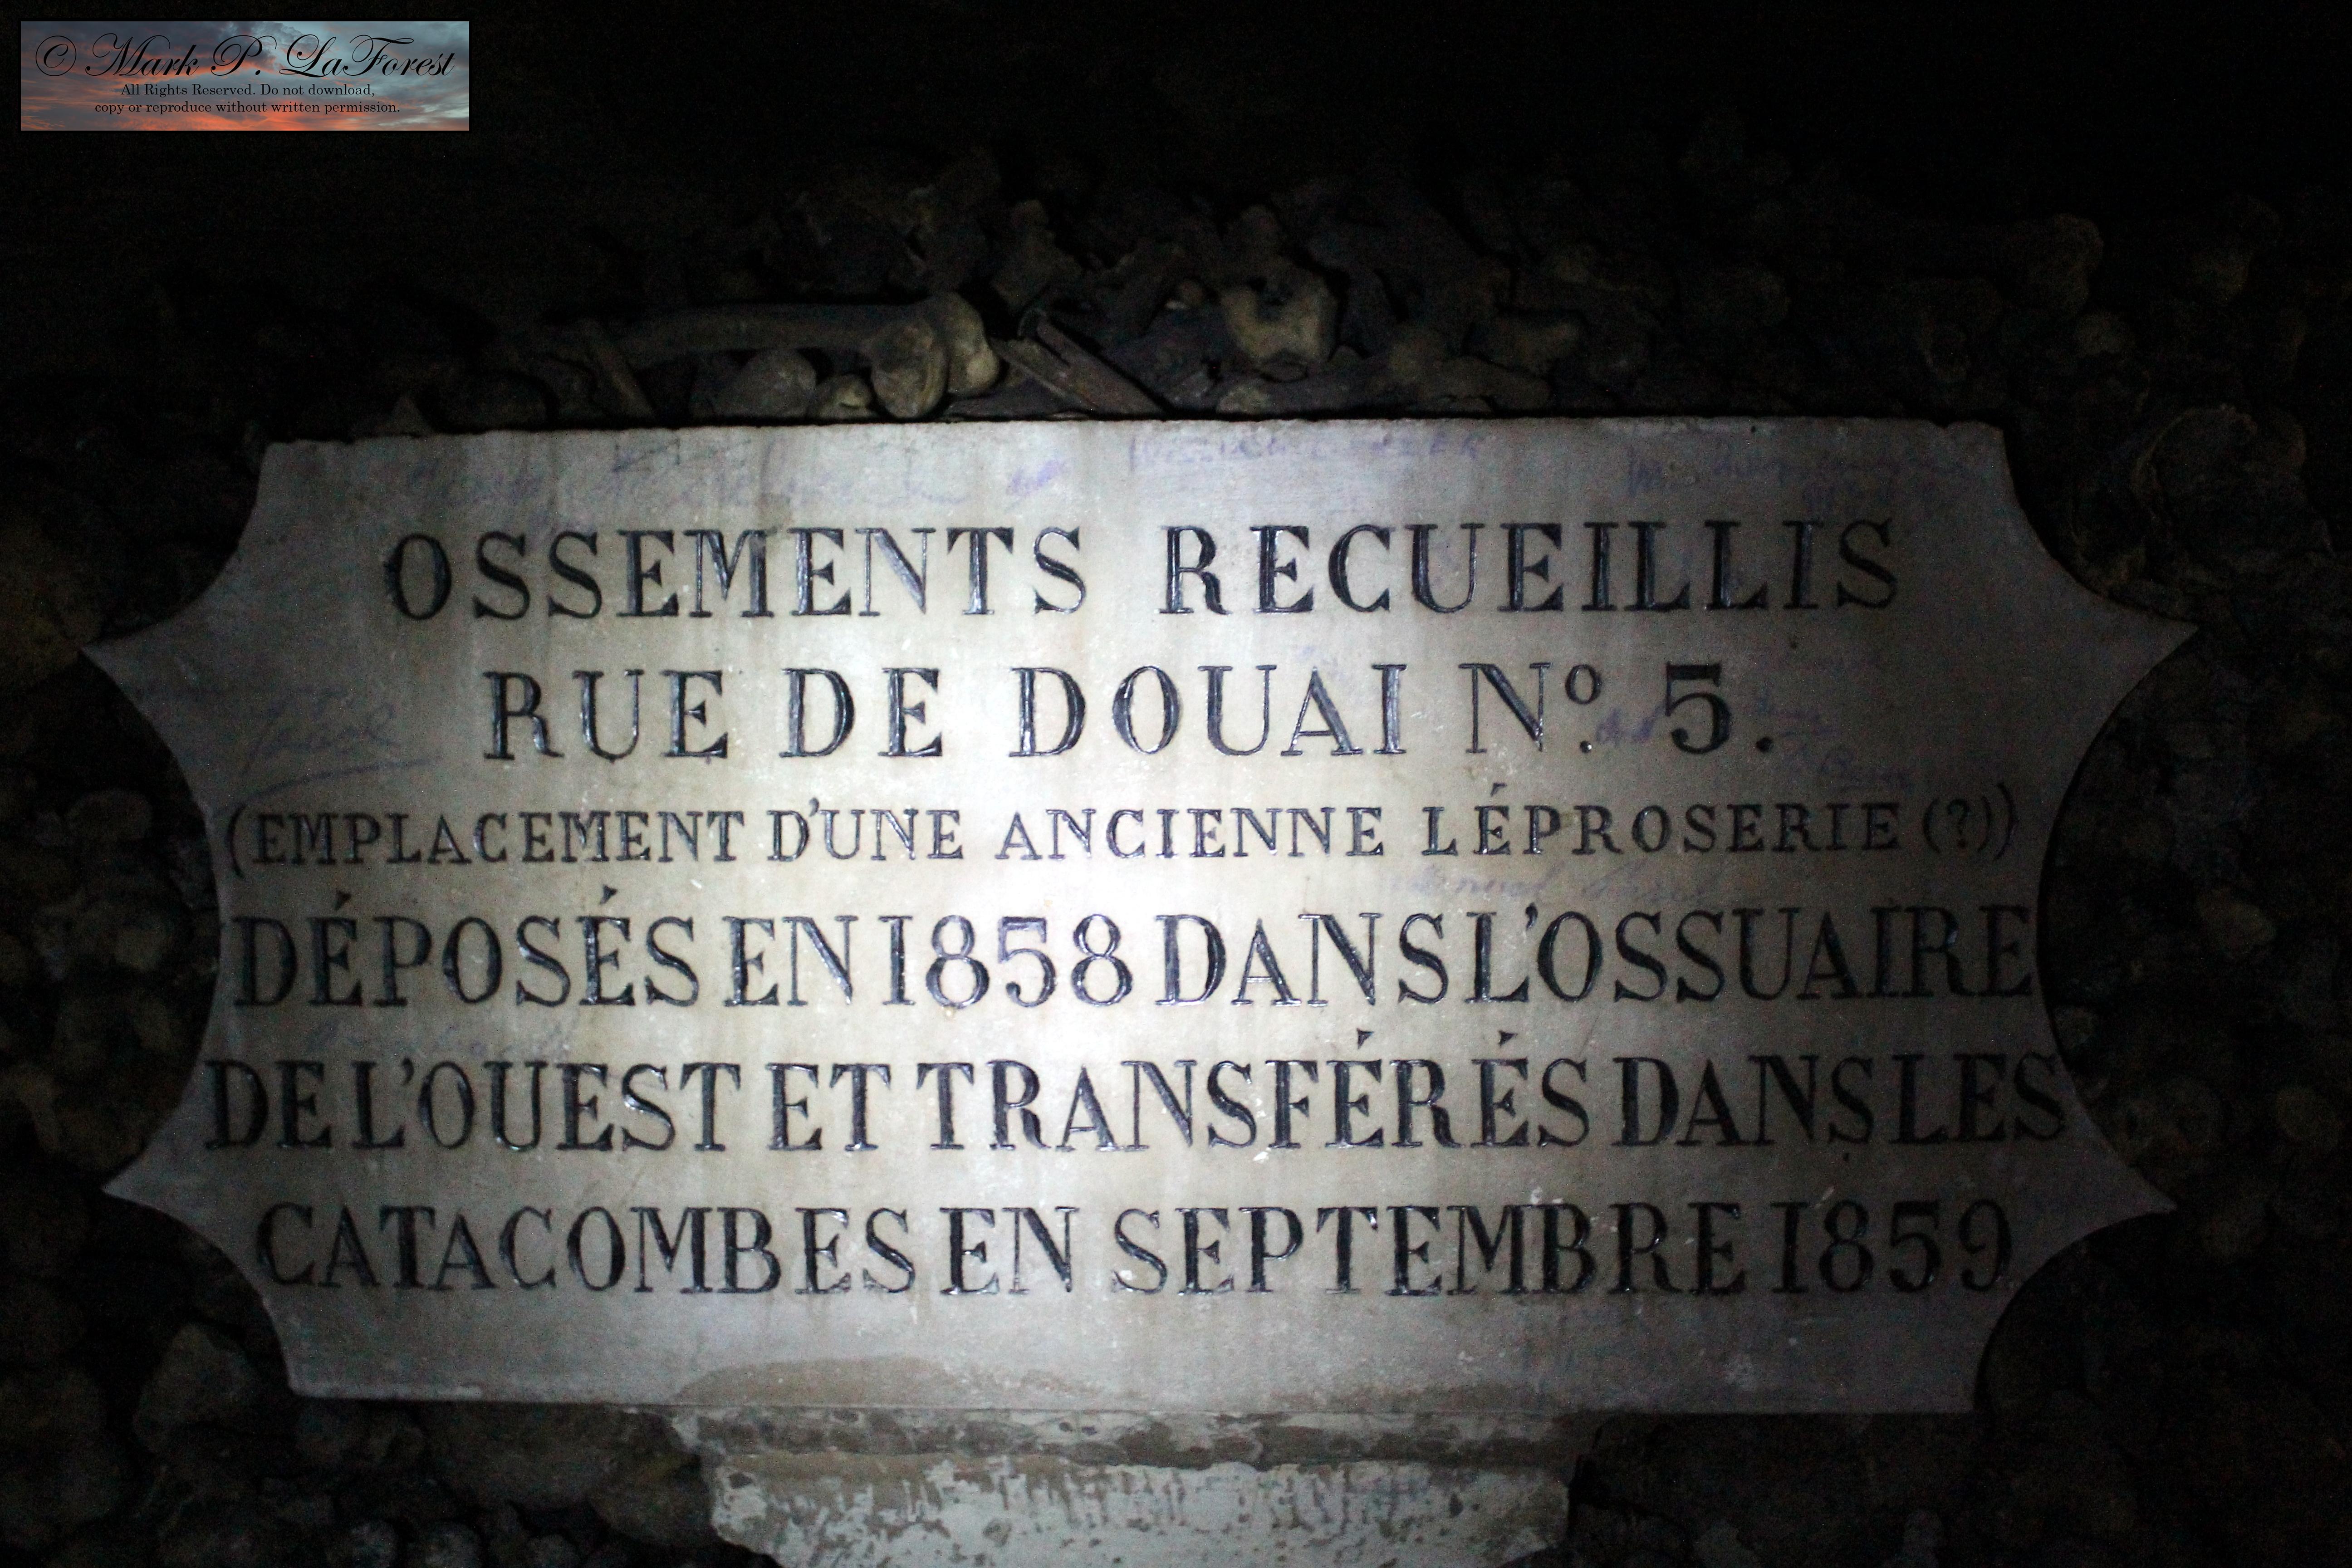 © Mark P. LaForest
All Rights Reserved. Do not download,
copy or reproduce without written permission.
OSSEMENTS RECUEILLIS
RUE DE DOUAI Nº. 5.
(EMPLACEMENT D'UNE ANCIENNE LÉPROSERIE (?))
DÉPOSÉS EN 1858 DANS L'OSSUAIRE
DE L'OUEST ET TRANSFÉRÉS DANS LES
CATACOMBES EN SEPTEMBRE 1859